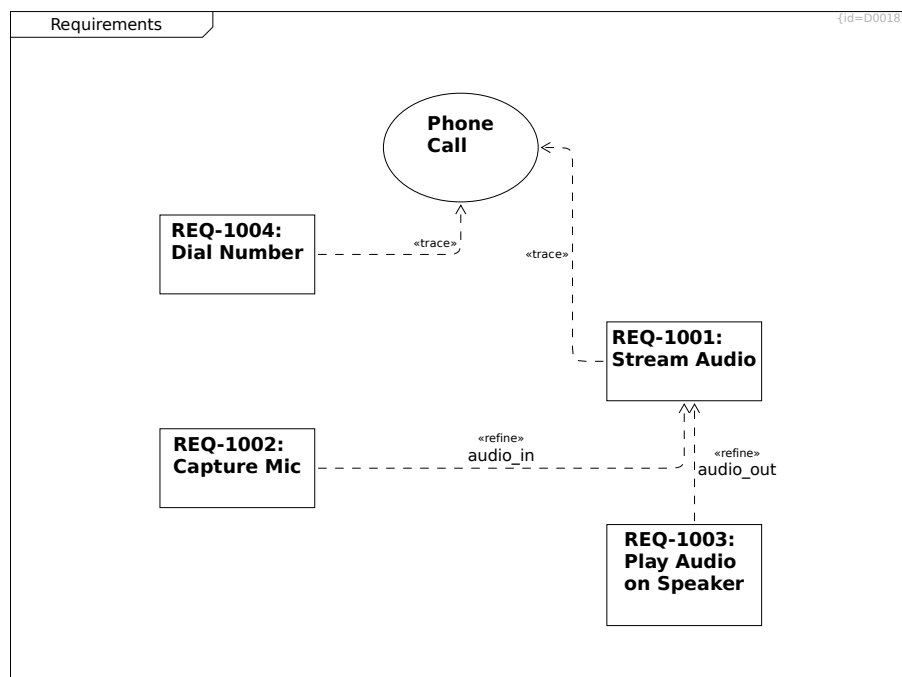 Requirements
{id=D0018
Phone
Call
REQ-1004:
Dial Number
«trace»
«trace»
REQ-1001:
Stream Audio
REQ-1002:
Capture Mic
«refine»
audio_in
«refine»
audio_out
REQ-1003:
Play Audio
on Speaker